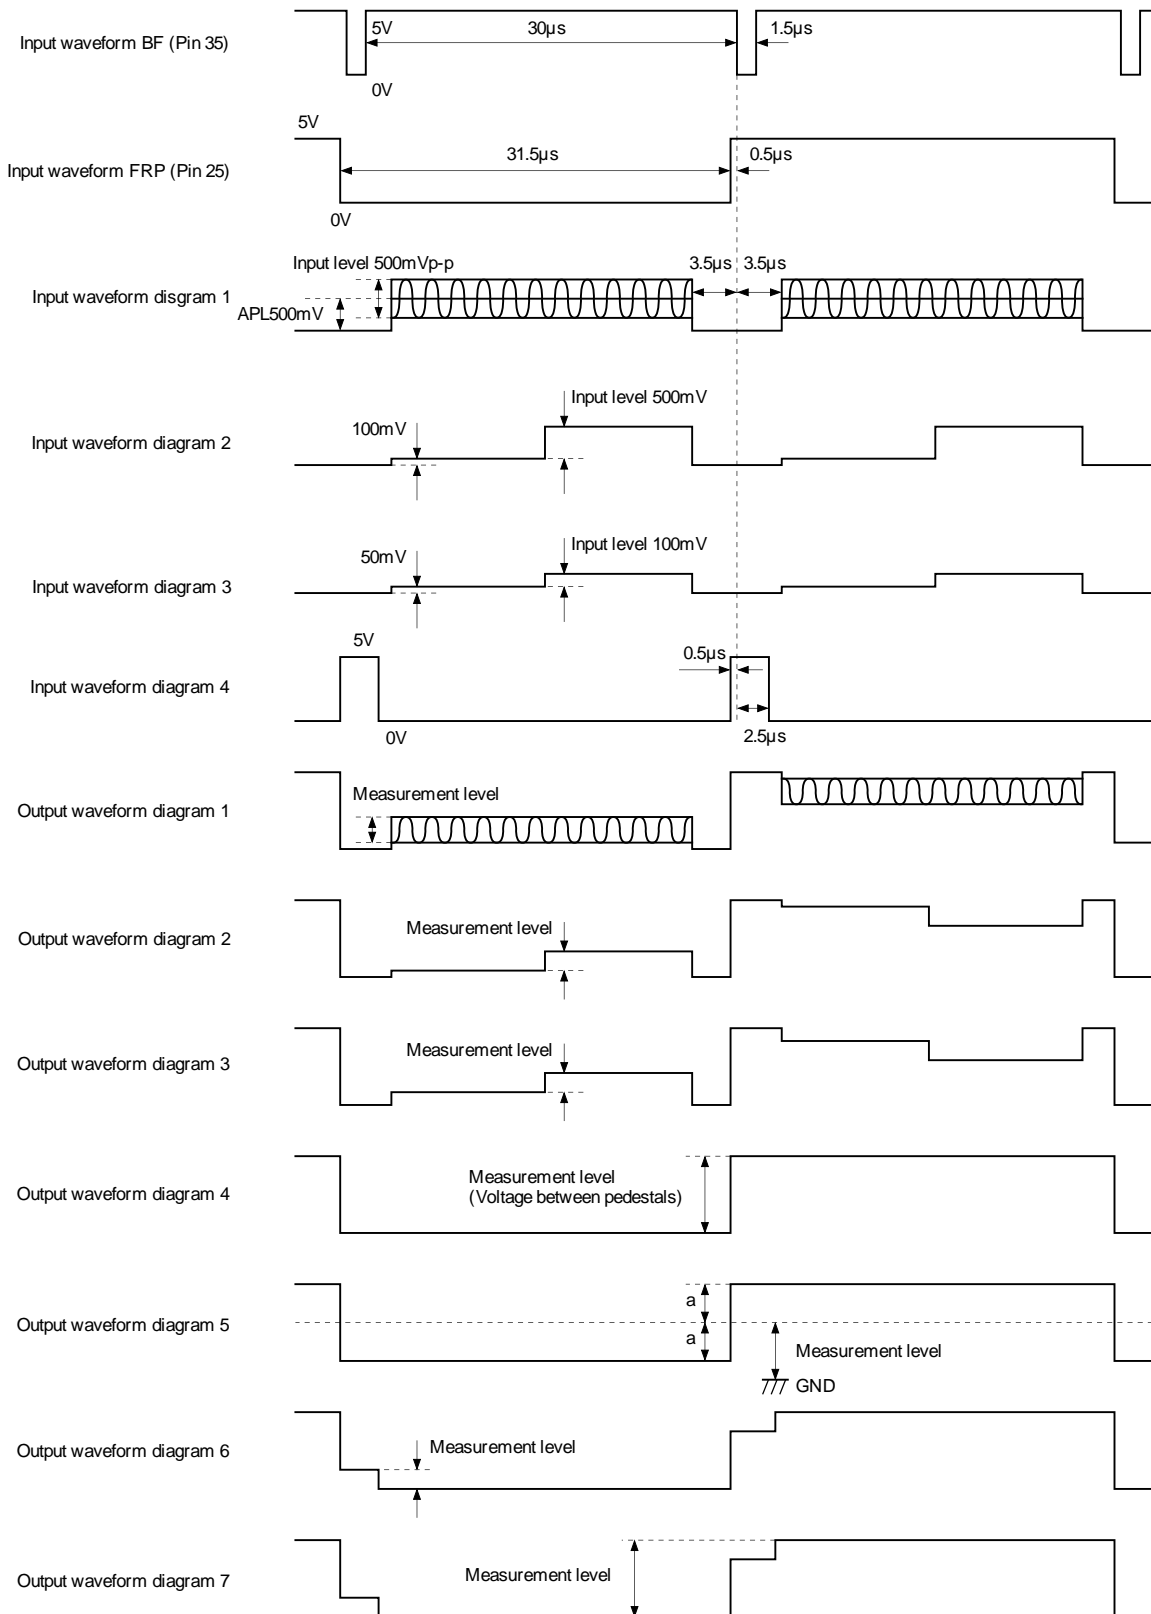 Input waveform BF (Pin 35)
5V
30µs
1.5µs
0V
5V
Input waveform FRP (Pin 25)
31.5µs
0.5µs
0V
Input level 500mVp-p
3.5µs
3.5µs
Input waveform disgram 1
APL500mV
Input level 500mV
100mV
Input waveform diagram 2
Input level 100mV
50mV
Input waveform diagram 3
5V
0.5µs
Input waveform diagram 4
0V
2.5µs
Measurement level
Output waveform diagram 1
Measurement level
Output waveform diagram 2
Measurement level
Output waveform diagram 3
Measurement level
(Voltage between pedestals)
Output waveform diagram 4
a
Output waveform diagram 5
a
Measurement level
GND
Measurement level
Output waveform diagram 6
Measurement level
Output waveform diagram 7